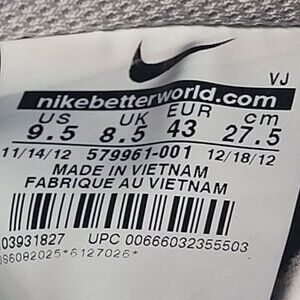 VJ
nikebetterworld.com
US UK EUR cm
9.5 8.5 43 27.5
11/14/12 579961-001 12/18/12
MADE IN VIETNAM
FABRIQUE AU VIETNAM
03931827 UPC 00666032355503
6082025*6127026*